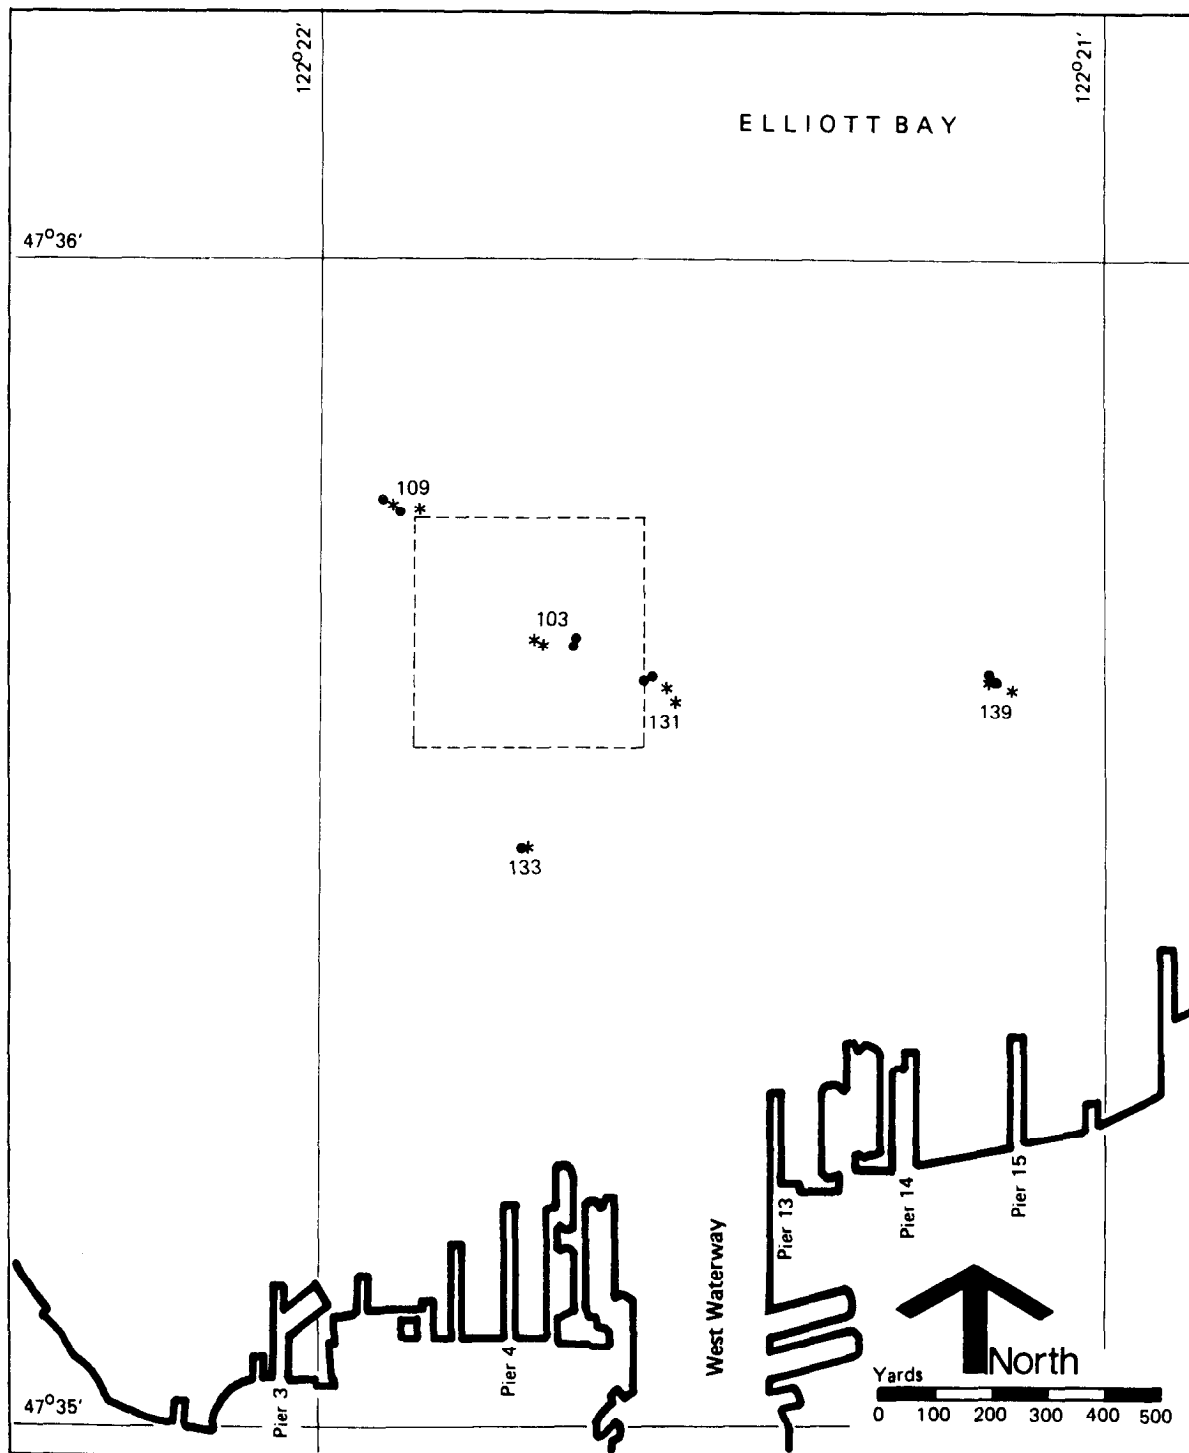 122°22'
122°21'
ELLIOTT BAY
47°36'
109
103
131
139
133
Pier 3
Pier 4
West Waterway
Pier 13
Pier 14
Pier 15
North
Yards
0 100 200 300 400 500
47°35'